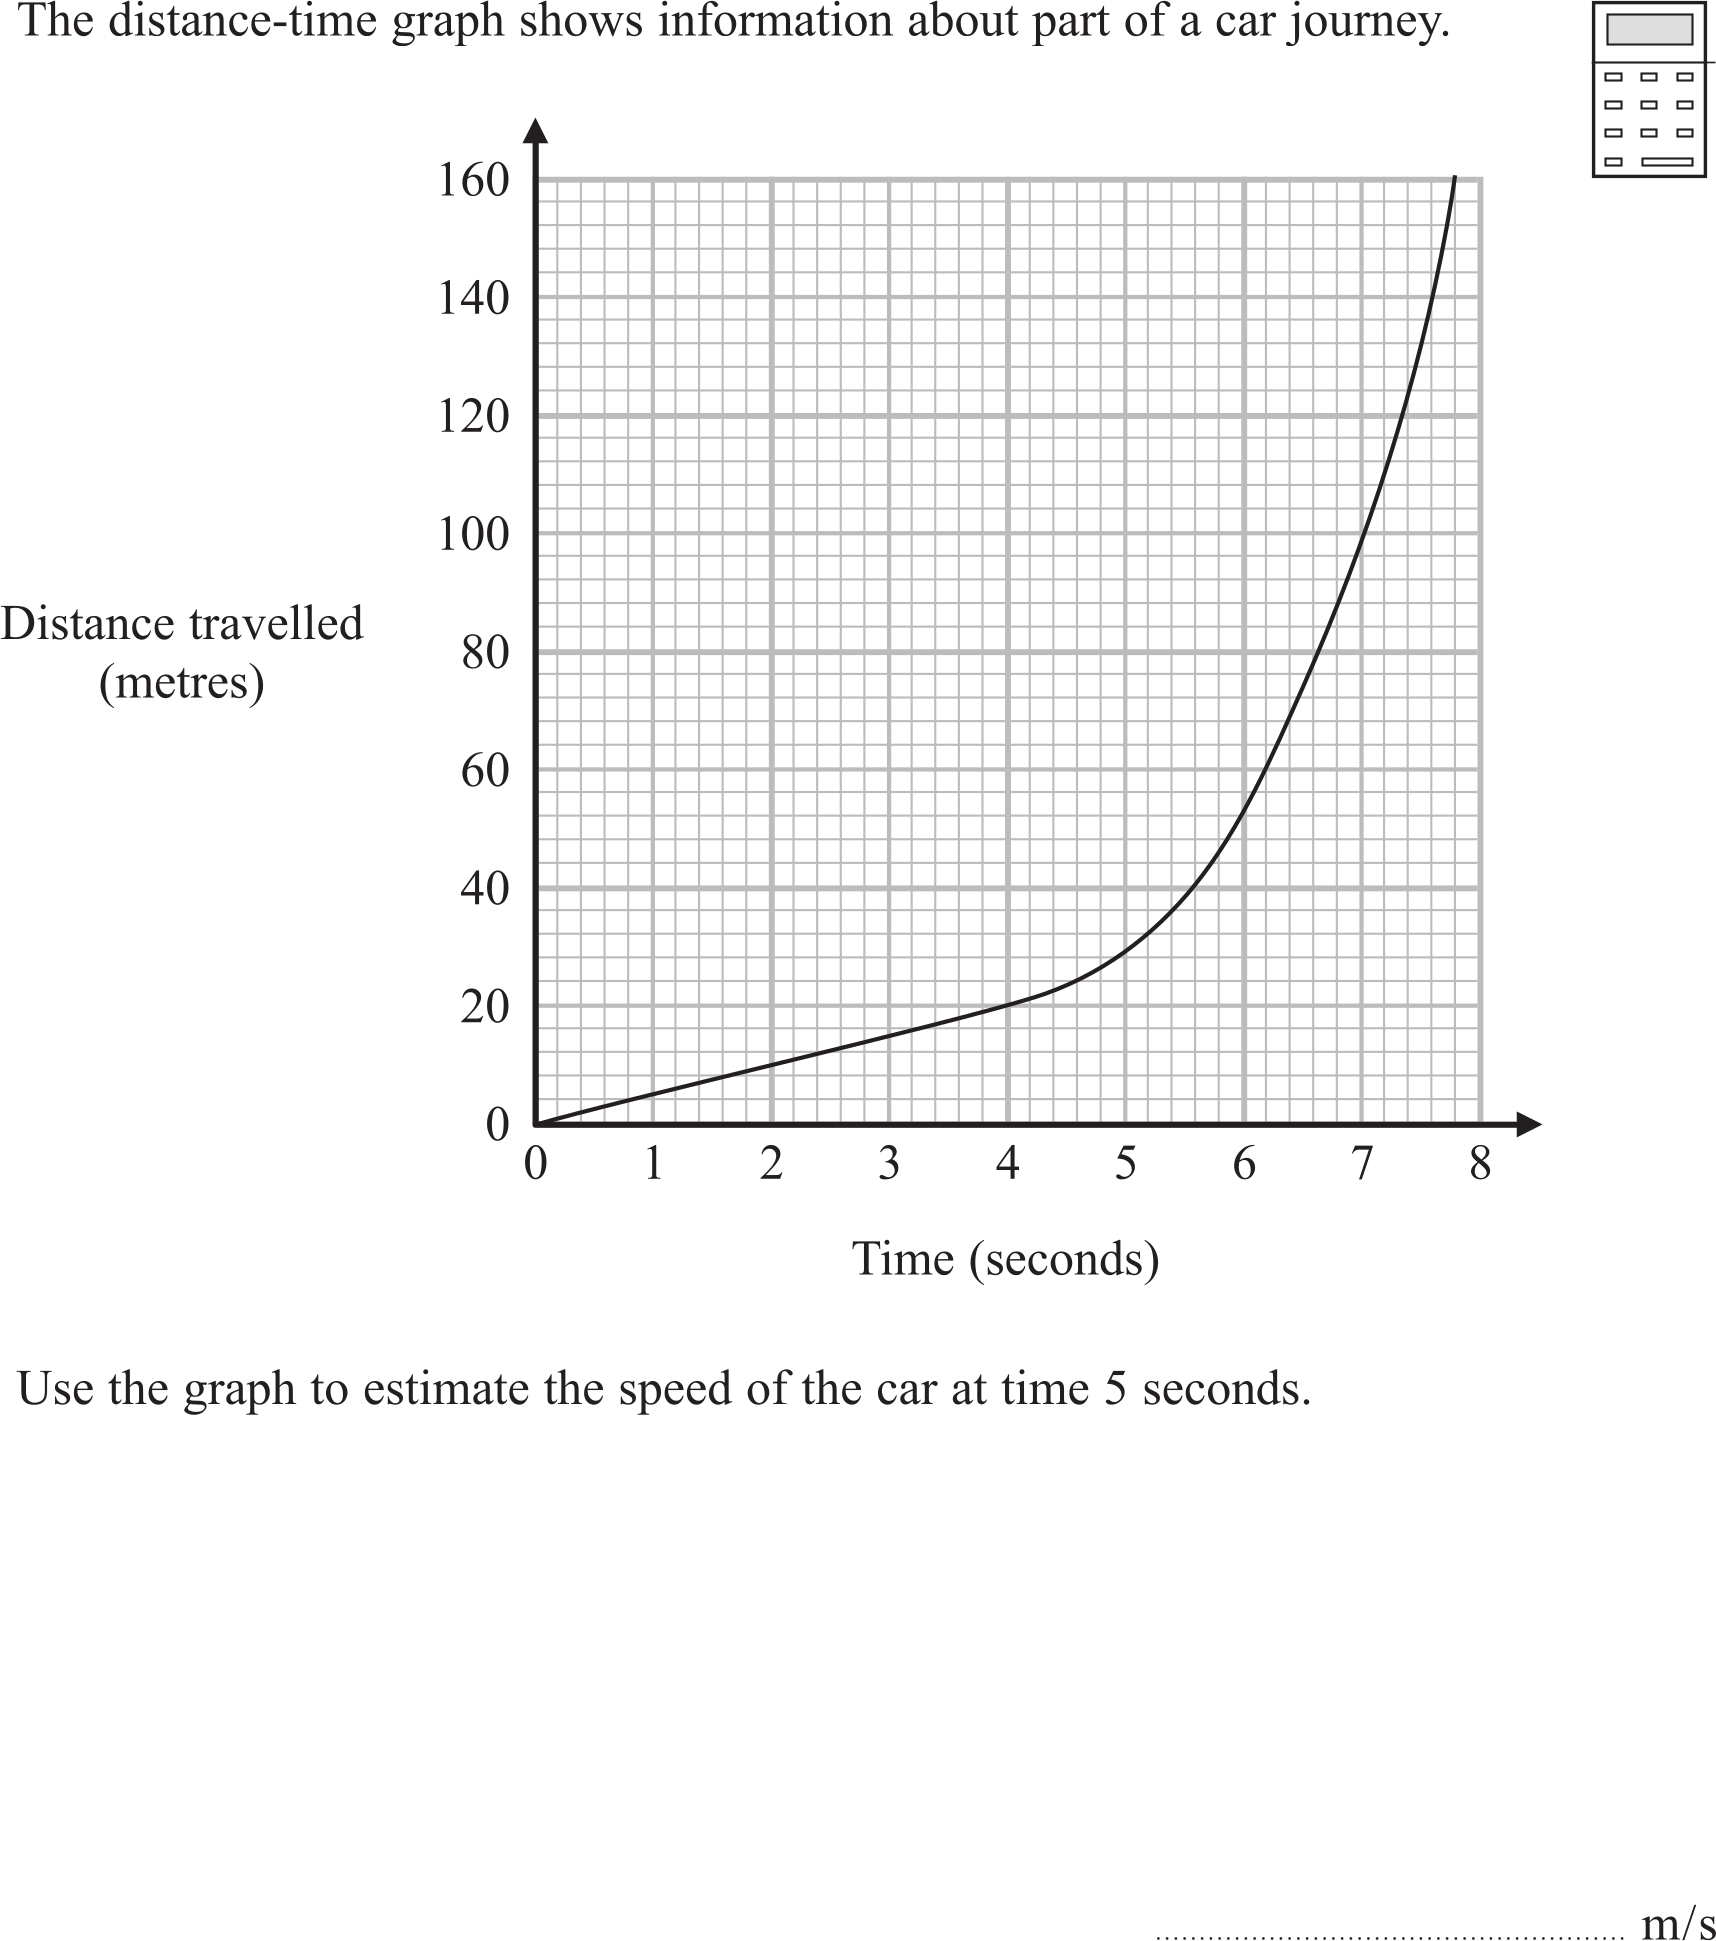 The distance-time graph shows information about part of a car journey.
160
140
120
100
Distance travelled
(metres)
80
60
40
20
0
0 1 2 3 4 5 6 7 8
Time (seconds)
Use the graph to estimate the speed of the car at time 5 seconds.
.................................................... m/s